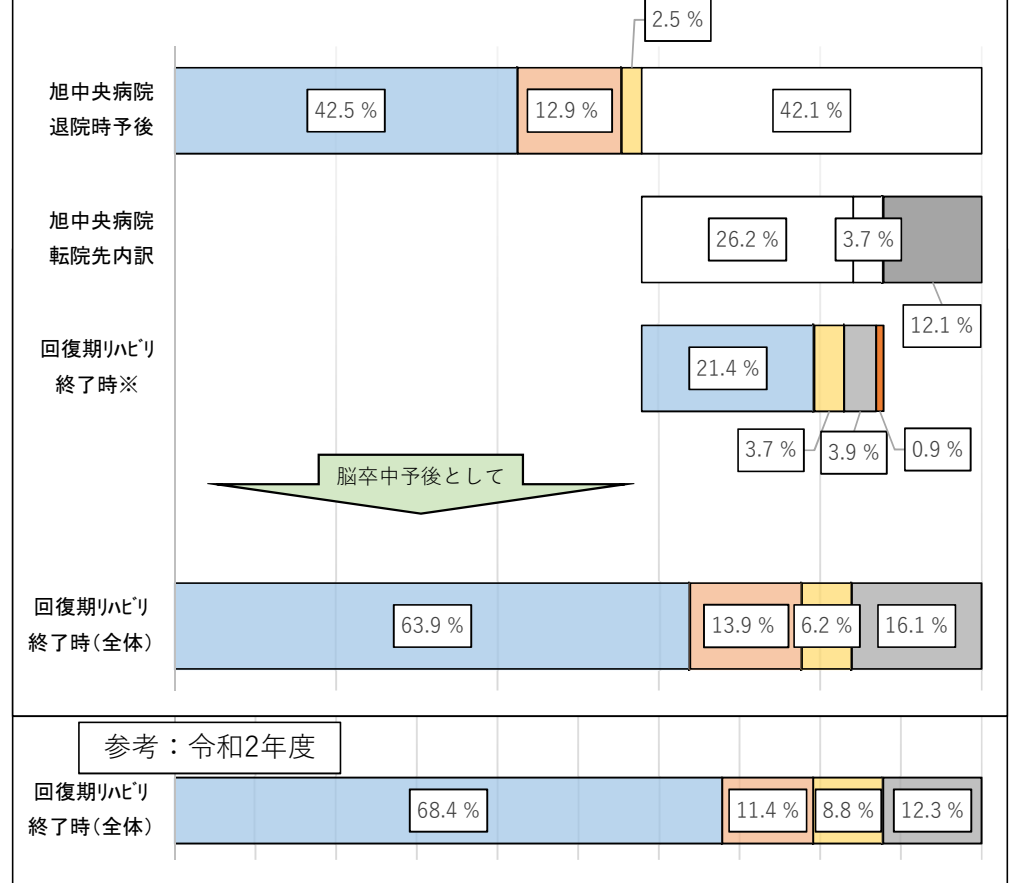 2.5 %
旭中央病院
退院時予後
42.5 %
12.9 %
42.1 %
旭中央病院
転院先内訳
26.2 %
3.7 %
12.1 %
回復期ﾘﾊﾋﾞﾘ
終了時※
21.4 %
3.7 %
3.9 %
0.9 %
脳卒中予後として
回復期ﾘﾊﾋﾞﾘ
終了時(全体)
63.9 %
13.9 %
6.2 %
16.1 %
参考：令和2年度
回復期ﾘﾊﾋﾞﾘ
終了時(全体)
68.4 %
11.4 %
8.8 %
12.3 %